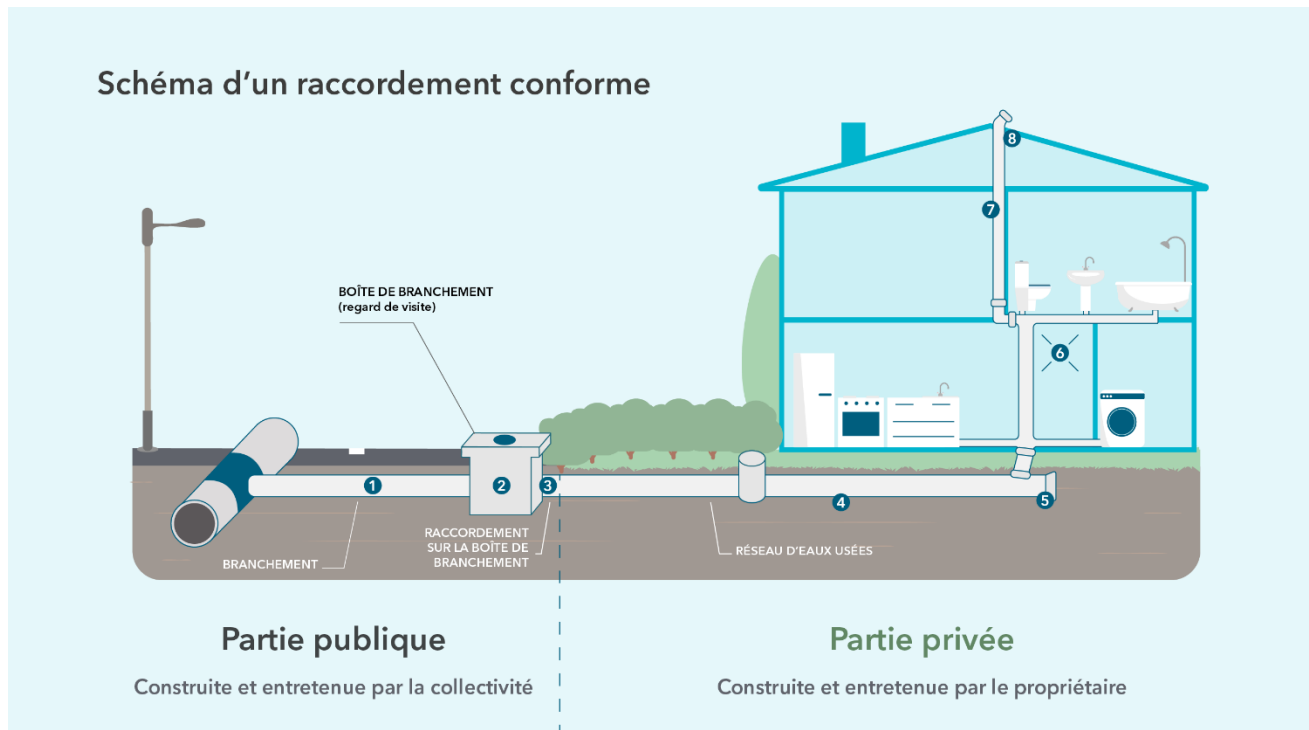 Schéma d'un raccordement conforme
8
7
BOÎTE DE BRANCHEMENT
(regard de visite)
6
1
2
3
4
5
BRANCHEMENT
RACCORDEMENT
SUR LA BOÎTE DE
BRANCHEMENT
RÉSEAU D'EAUX USÉES
Partie publique
Construite et entretenue par la collectivité
Partie privée
Construite et entretenue par le propriétaire